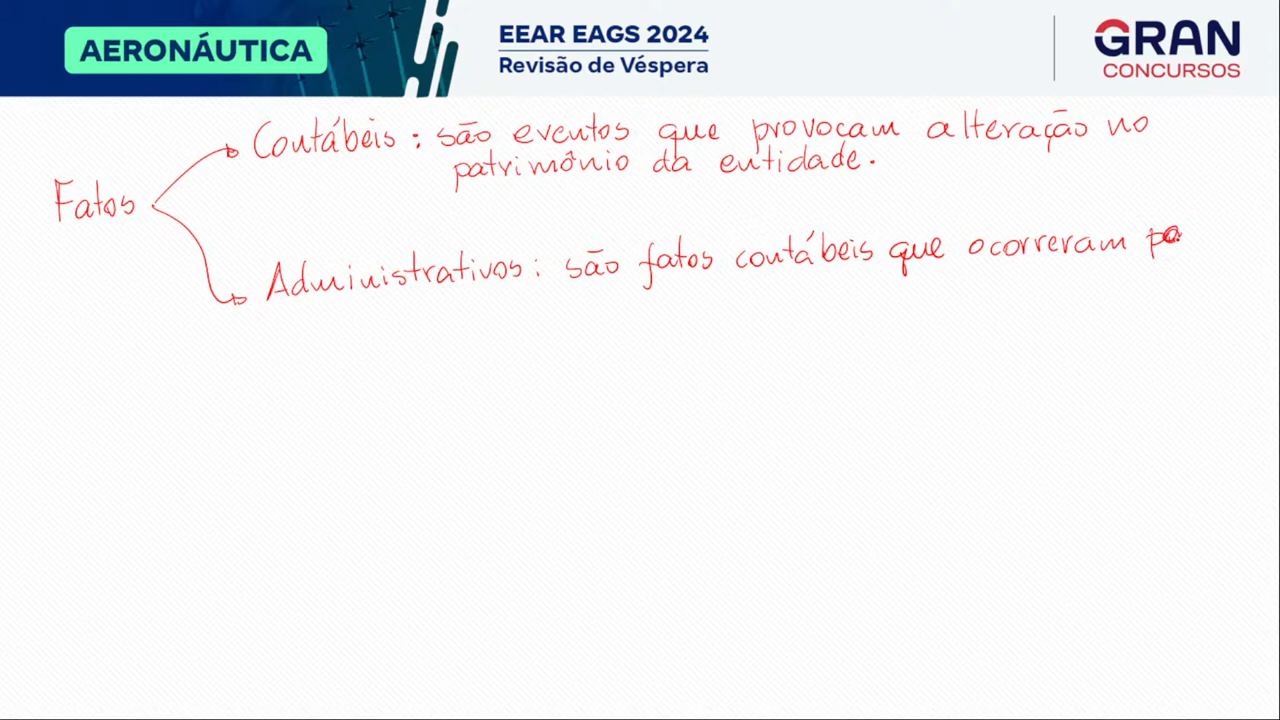 AERONÁUTICA
EEAR EAGS 2024
Revisão de Véspera
GRAN
CONCURSOS
Contábeis: são eventos que provocam alteração no
patrimônio da entidade.
Fatos
Administrativos: são fatos contábeis que ocorreram